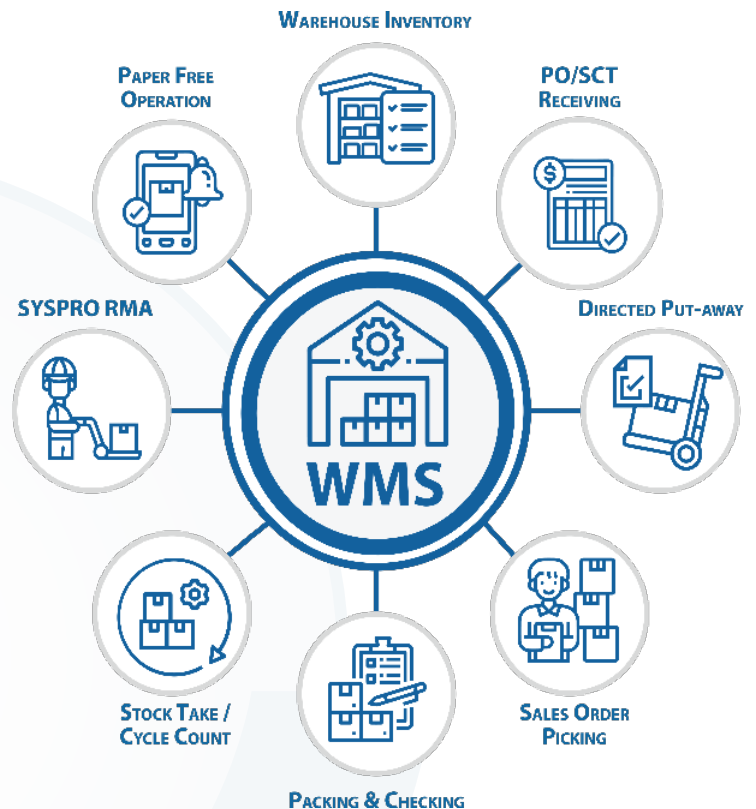 Warehouse Inventory
Paper Free
Operation
PO/SCT
Receiving
SYSPRO RMA
Directed Put-away
$
WMS
Stock Take /
Cycle Count
Sales Order
Picking
Packing & Checking